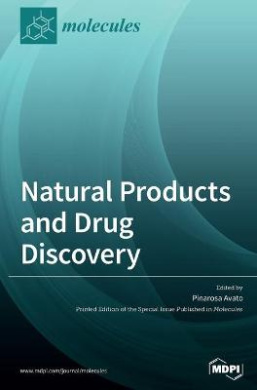 molecules
Natural Products
and Drug
Discovery
Edited by
Pinarosa Avato
Printed Edition of the Special Issue Published in Molecules
www.mdpi.com/journal/molecules
MDPI